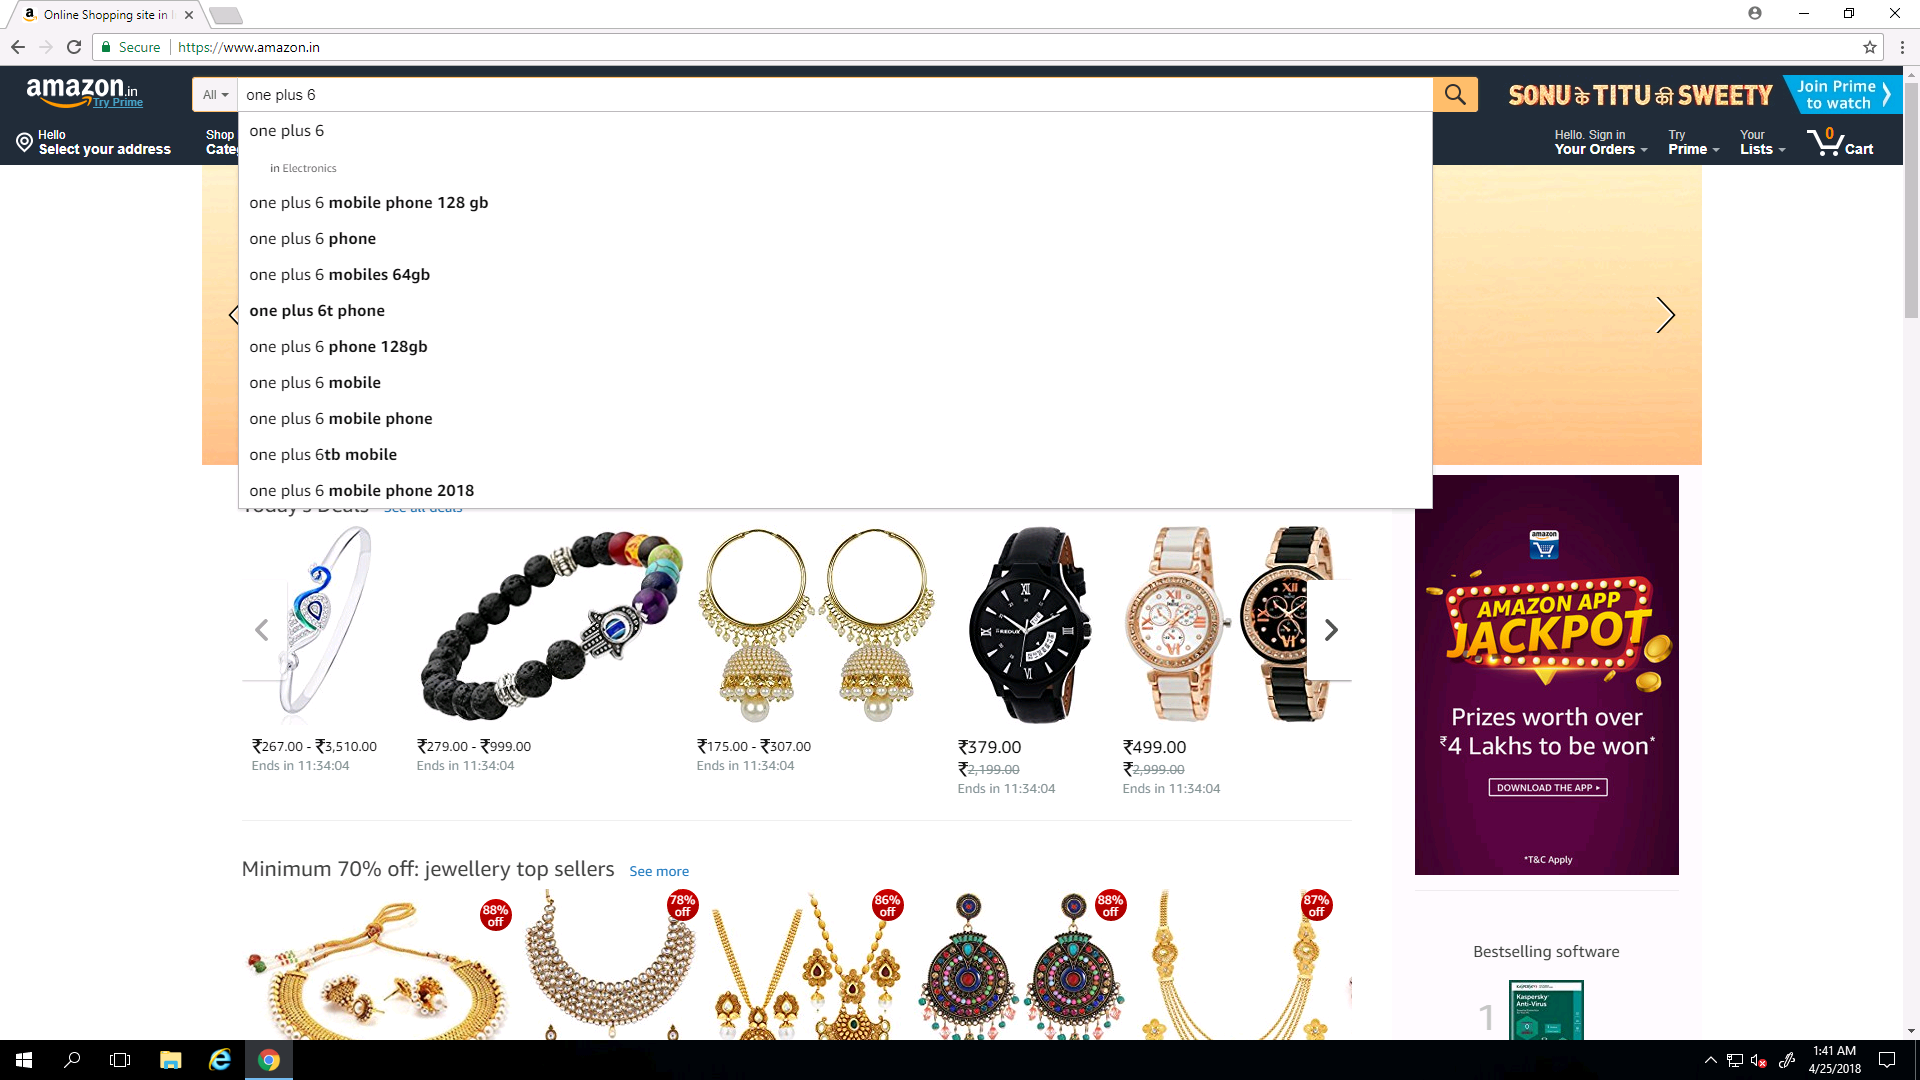 Online Shopping site in
Secure https://www.amazon.in
amazon.in
Try Prime
All
one plus 6
SONU के TITU की SWEETY
Join Prime
to watch
Hello
Select your address
Shop
Cate
Hello. Sign in
Your Orders
Try
Prime
Your
Lists
0
Cart
one plus 6
in Electronics
one plus 6 mobile phone 128 gb
one plus 6 phone
one plus 6 mobiles 64gb
one plus 6t phone
one plus 6 phone 128gb
one plus 6 mobile
one plus 6 mobile phone
one plus 6tb mobile
one plus 6 mobile phone 2018
Today's Deals See all deals
₹267.00 - ₹3,510.00
Ends in 11:34:04
₹279.00 - ₹999.00
Ends in 11:34:04
₹175.00 - ₹307.00
Ends in 11:34:04
₹379.00
₹2,199.00
Ends in 11:34:04
₹499.00
₹2,999.00
Ends in 11:34:04
amazon
AMAZON APP
JACKPOT
Prizes worth over
₹4 Lakhs to be won*
DOWNLOAD THE APP
*T&C Apply
Minimum 70% off: jewellery top sellers See more
88%
off
78%
off
86%
off
88%
off
87%
off
Bestselling software
1
Kaspersky
Anti-Virus
1:41 AM
4/25/2018